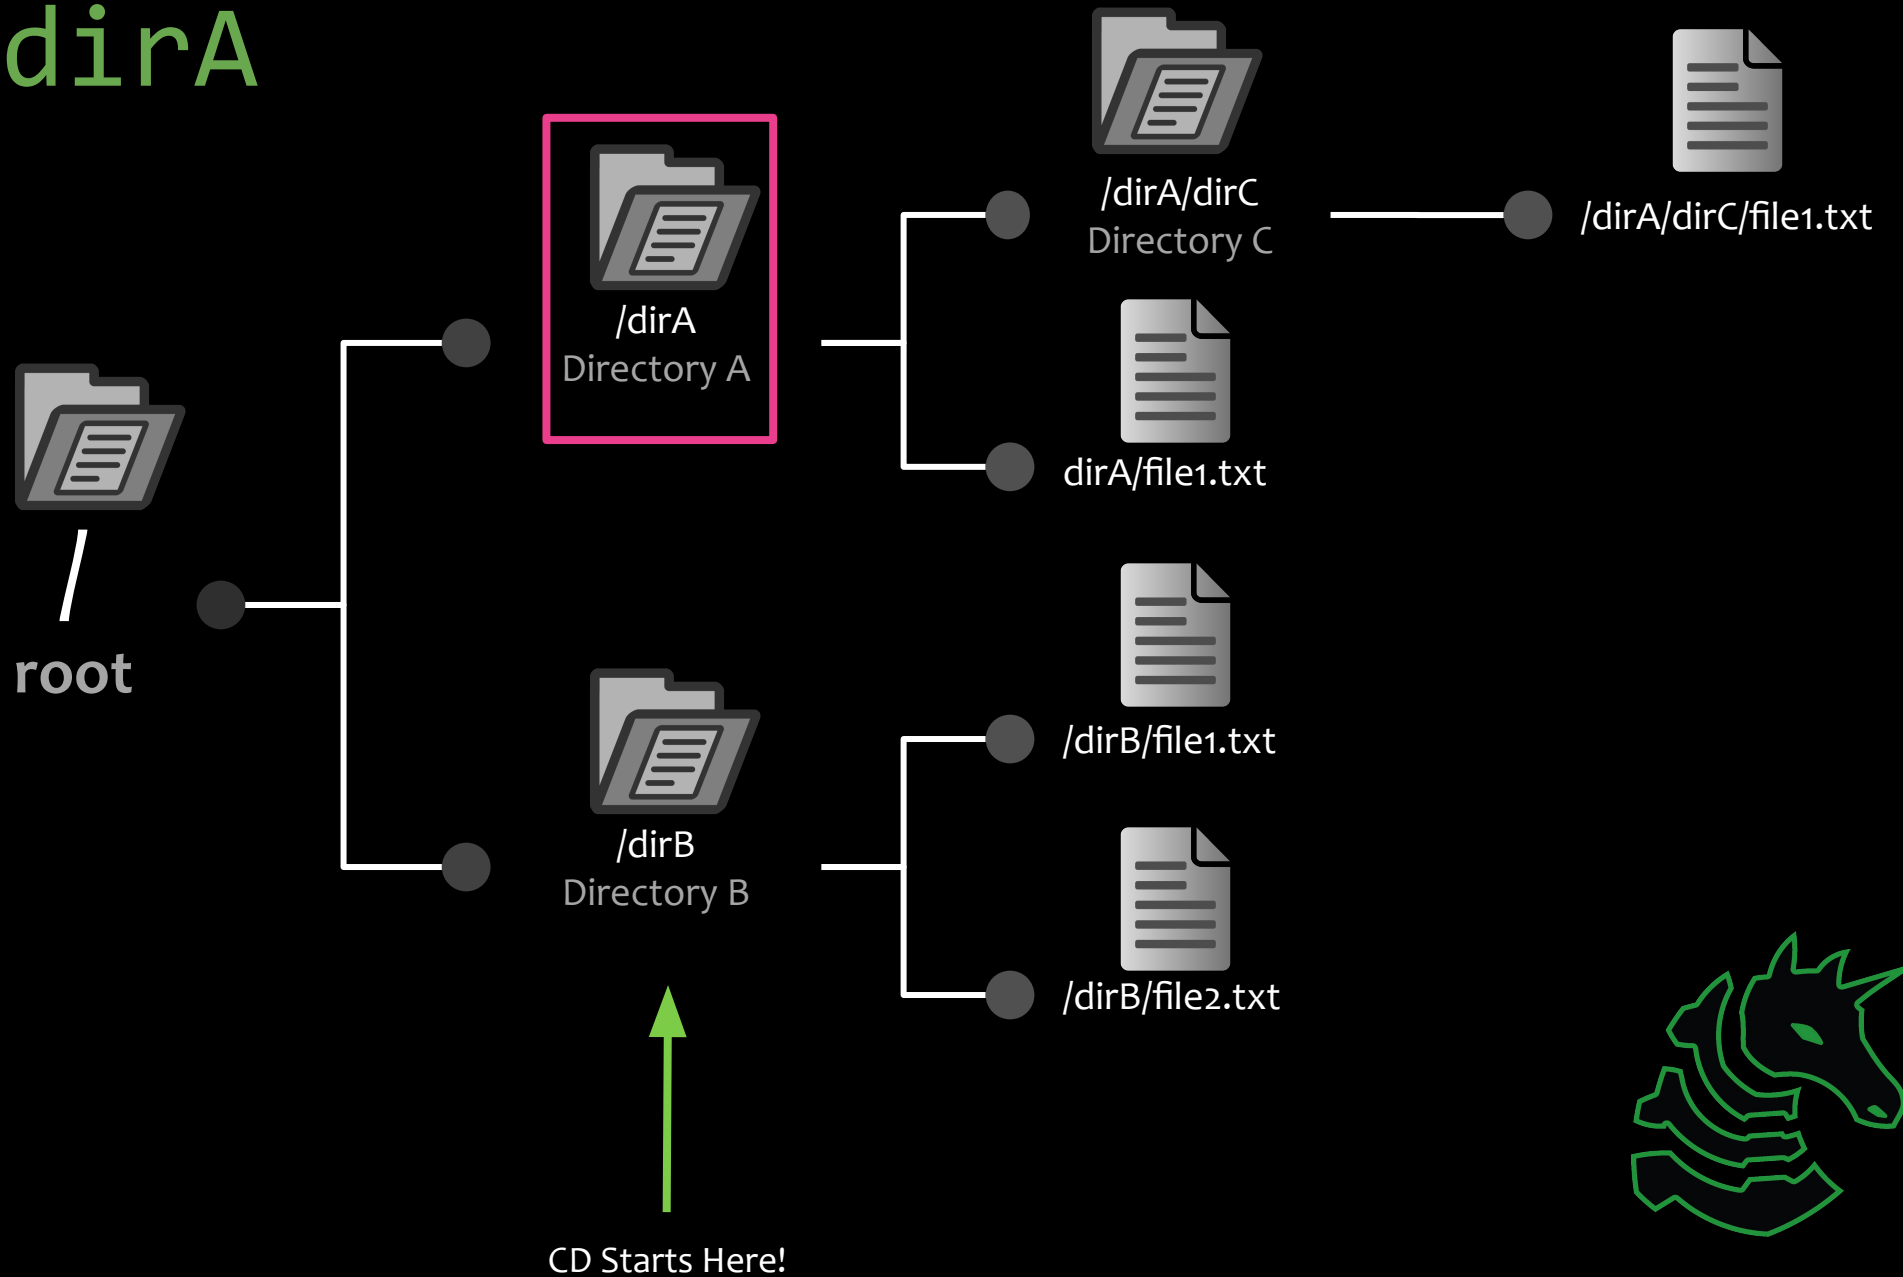 dirA
/dirA/dirC
Directory C
/dirA/dirC/file1.txt
/dirA
Directory A
dirA/file1.txt
/
root
/dirB/file1.txt
/dirB
Directory B
/dirB/file2.txt
CD Starts Here!